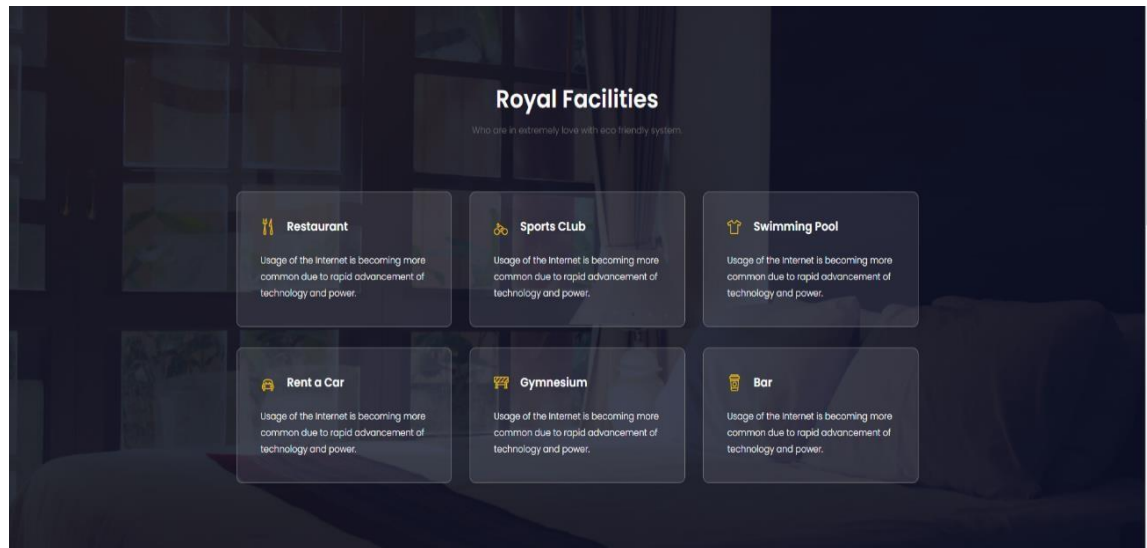 Royal Facilities
Who are in extremely love with eco friendly system.
Restaurant
Usage of the Internet is becoming more
common due to rapid advancement of
technology and power.
Sports CLub
Usage of the Internet is becoming more
common due to rapid advancement of
technology and power.
Swimming Pool
Usage of the Internet is becoming more
common due to rapid advancement of
technology and power.
Rent a Car
Usage of the Internet is becoming more
common due to rapid advancement of
technology and power.
Gymnesium
Usage of the Internet is becoming more
common due to rapid advancement of
technology and power.
Bar
Usage of the Internet is becoming more
common due to rapid advancement of
technology and power.